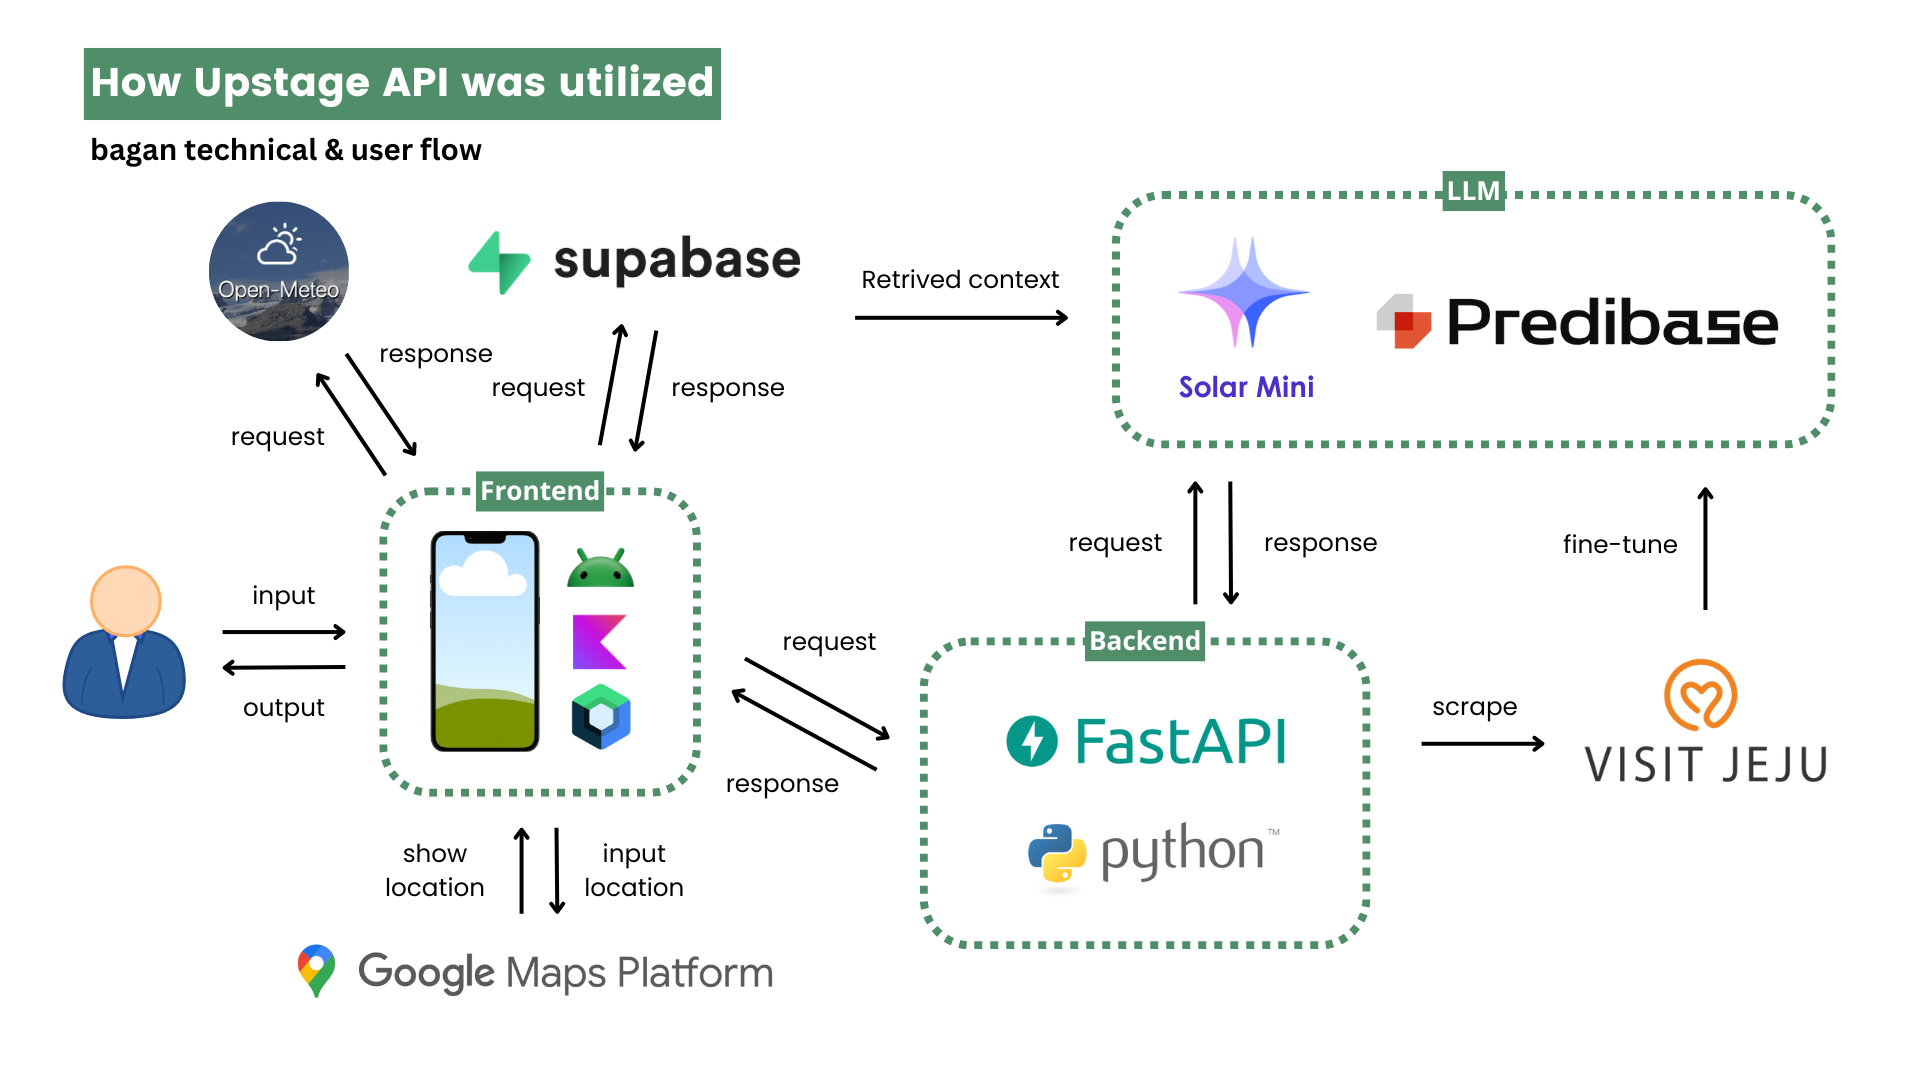 How Upstage API was utilized
bagan technical & user flow
Open-Meteo
supabase
Retrived context
LLM
Solar Mini
Predibase
response
request
request
response
Frontend
input
output
request
response
request
response
fine-tune
Backend
FastAPI
python™
scrape
VISIT JEJU
show
location
input
location
Google Maps Platform